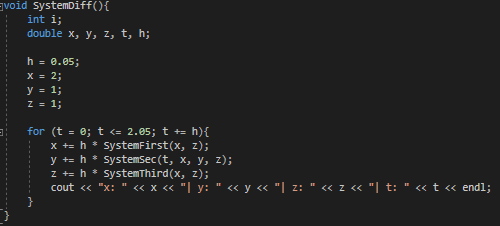 void SystemDiff(){
int i;
double x, y, z, t, h;
h = 0.05;
x = 2;
y = 1;
z = 1;
for (t = 0; t <= 2.05; t += h){
x += h * SystemFirst(x, z);
y += h * SystemSec(t, x, y, z);
z += h * SystemThird(x, z);
cout << "x: " << x << "| y: " << y << "| z: " << z << "| t: " << t << endl;
}
}